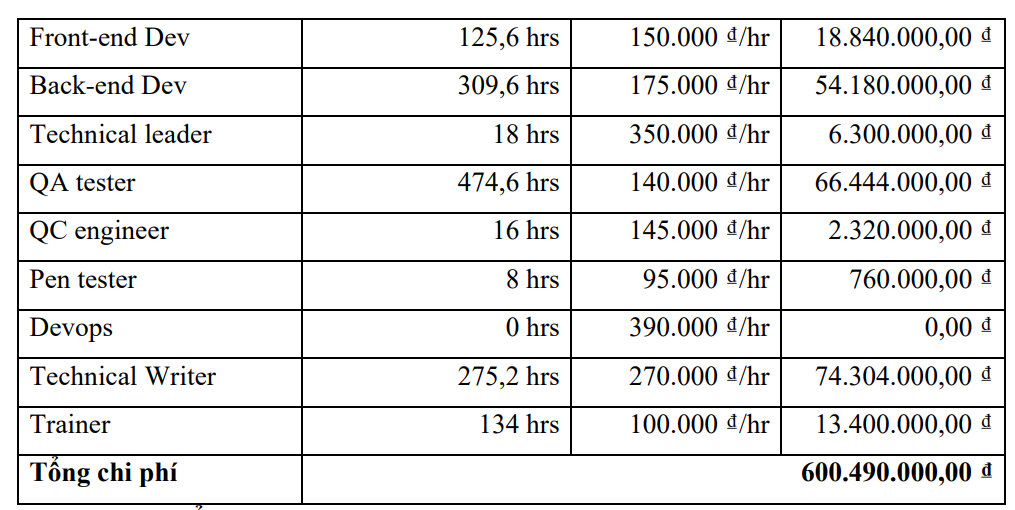 Front-end Dev 125,6 hrs 150.000 ₫/hr 18.840.000,00 ₫
Back-end Dev 309,6 hrs 175.000 ₫/hr 54.180.000,00 ₫
Technical leader 18 hrs 350.000 ₫/hr 6.300.000,00 ₫
QA tester 474,6 hrs 140.000 ₫/hr 66.444.000,00 ₫
QC engineer 16 hrs 145.000 ₫/hr 2.320.000,00 ₫
Pen tester 8 hrs 95.000 ₫/hr 760.000,00 ₫
Devops 0 hrs 390.000 ₫/hr 0,00 ₫
Technical Writer 275,2 hrs 270.000 ₫/hr 74.304.000,00 ₫
Trainer 134 hrs 100.000 ₫/hr 13.400.000,00 ₫
Tổng chi phí 600.490.000,00 ₫